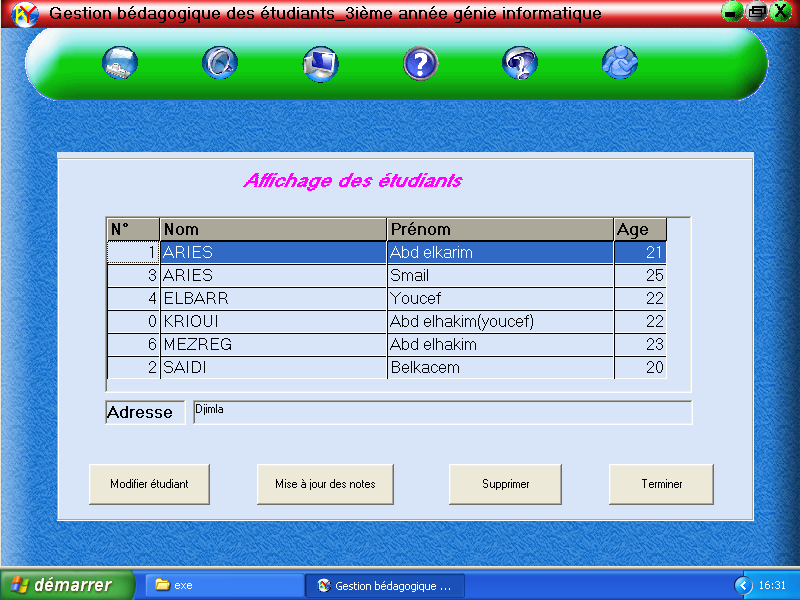 Gestion bédagogique des étudiants_3ième année génie informatique
Affichage des étudiants
N° Nom Prénom Age
1 ARIES Abd elkarim 21
3 ARIES Smail 25
4 ELBARR Youcef 22
0 KRIOUI Abd elhakim(youcef) 22
6 MEZREG Abd elhakim 23
2 SAIDI Belkacem 20
Adresse Djimla
Modifier étudiant Mise à jour des notes Supprimer Terminer
démarrer exe Gestion bédagogique ... 16:31